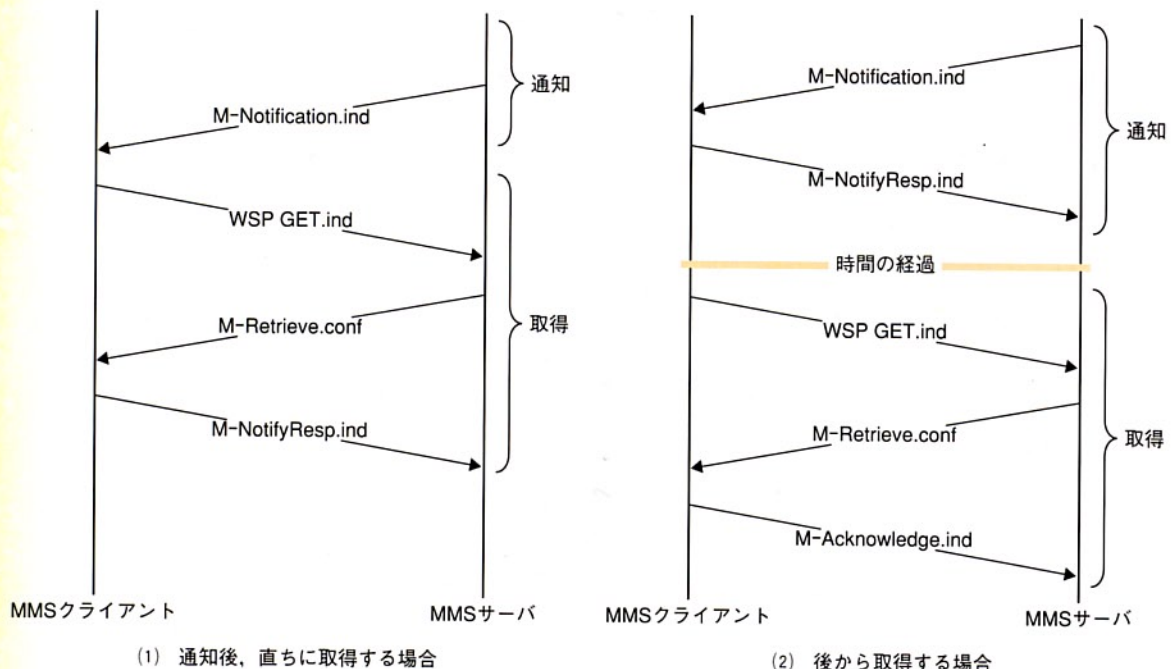 通知
M-Notification.ind
WSP GET.ind
取得
M-Retrieve.conf
M-NotifyResp.ind
MMSクライアント
MMSサーバ
(1) 通知後,直ちに取得する場合
M-Notification.ind
通知
M-NotifyResp.ind
時間の経過
WSP GET.ind
取得
M-Retrieve.conf
M-Acknowledge.ind
MMSクライアント
MMSサーバ
(2) 後から取得する場合